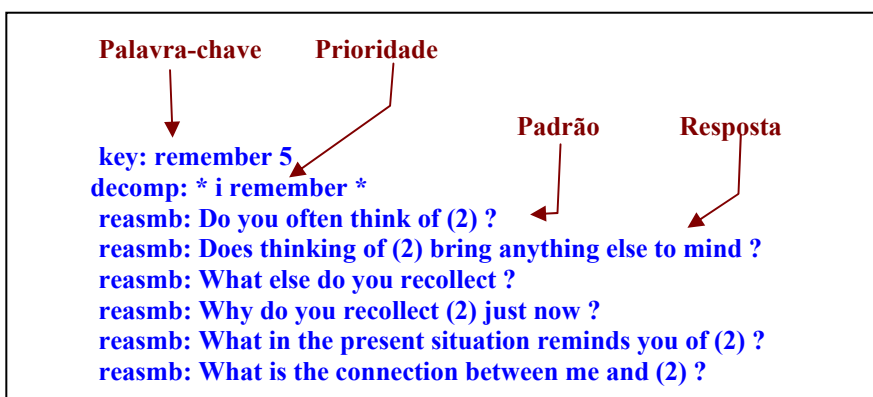 Palavra-chave Prioridade
Padrão Resposta
key: remember 5
decomp: * i remember *
reasmb: Do you often think of (2) ?
reasmb: Does thinking of (2) bring anything else to mind ?
reasmb: What else do you recollect ?
reasmb: Why do you recollect (2) just now ?
reasmb: What in the present situation reminds you of (2) ?
reasmb: What is the connection between me and (2) ?